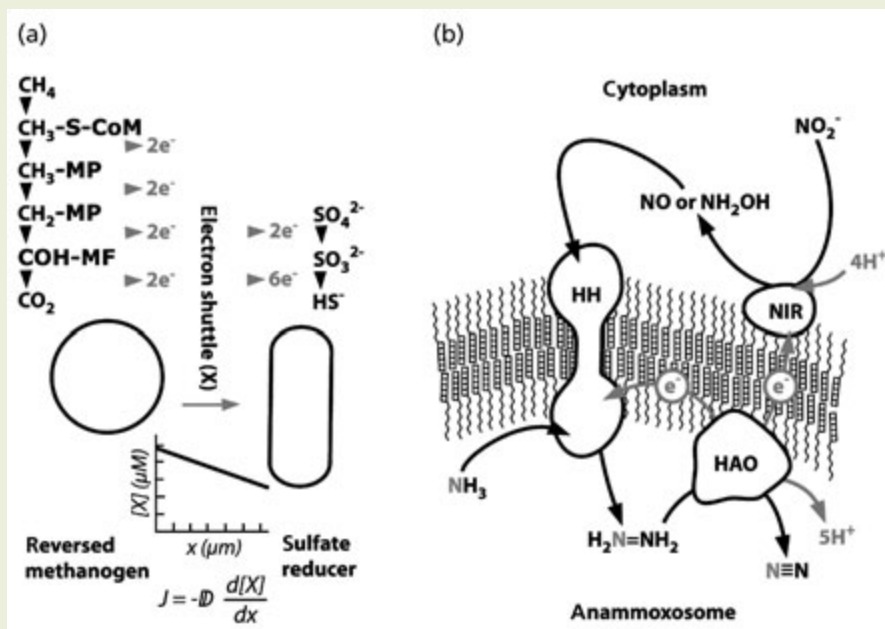 (a)
CH₄
CH₃-S-CoM
2e⁻
CH₃-MP
2e⁻
CH₂-MP
2e⁻
COH-MF
2e⁻
CO₂
Electron shuttle (X)
SO₄²⁻
2e⁻
SO₃²⁻
6e⁻
HS⁻
[X] (μM)
x (μm)
Reversed
methanogen
Sulfate
reducer
J = -D d[X]
dx
(b)
Cytoplasm
NO₂⁻
NO or NH₂OH
4H⁺
HH
NIR
e⁻
e⁻
HAO
NH₃
H₂N=NH₂
5H⁺
N≡N
Anammoxosome